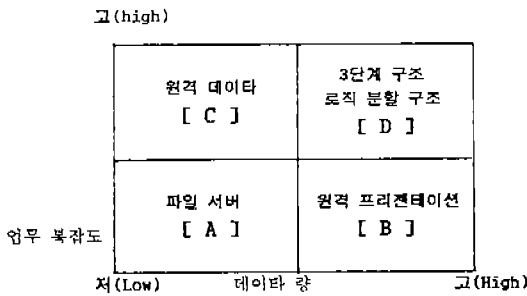 고(high)
원격 데이타
[ C ]
3단계 구조
로직 분할 구조
[ D ]
파일 서버
[ A ]
원격 프리젠테이션
[ B ]
업무 복잡도
저(Low)
데이타 량
고(High)